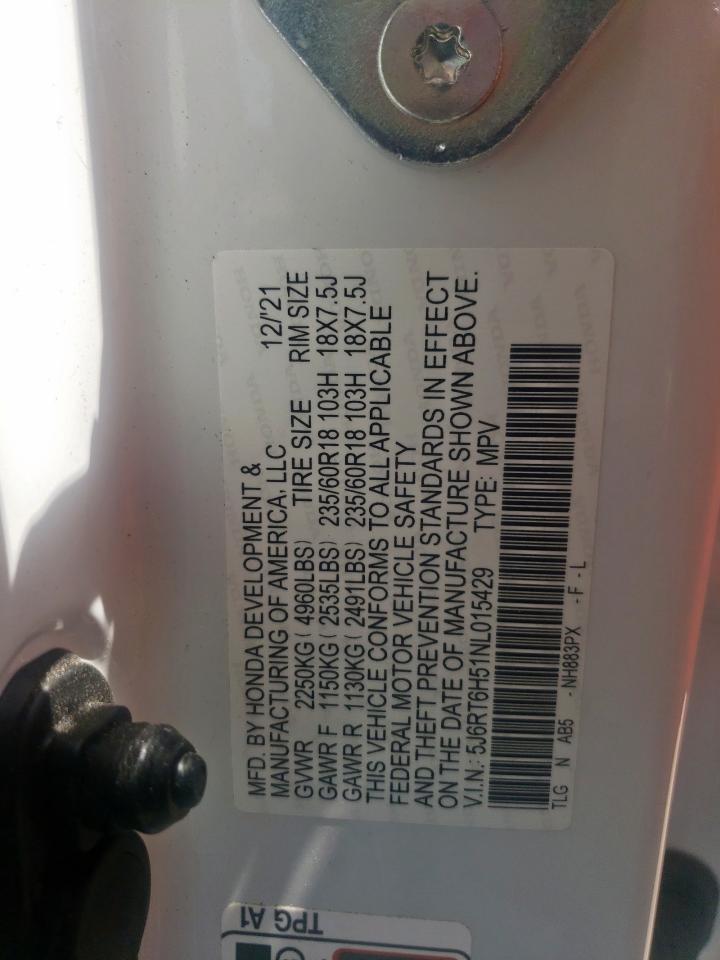 MFD. BY HONDA DEVELOPMENT &
MANUFACTURING OF AMERICA, LLC 12/'21
GVWR 2250KG ( 4960LBS) TIRE SIZE RIM SIZE
GAWR F 1150KG ( 2535LBS) 235/60R18 103H 18X7.5J
GAWR R 1130KG ( 2491LBS) 235/60R18 103H 18X7.5J
THIS VEHICLE CONFORMS TO ALL APPLICABLE
FEDERAL MOTOR VEHICLE SAFETY
AND THEFT PREVENTION STANDARDS IN EFFECT
ON THE DATE OF MANUFACTURE SHOWN ABOVE.
V.I.N.: 5J6RT6H51NL015429 TYPE: MPV
TLG N AB5 - NH883PX - F - L
TPG A1